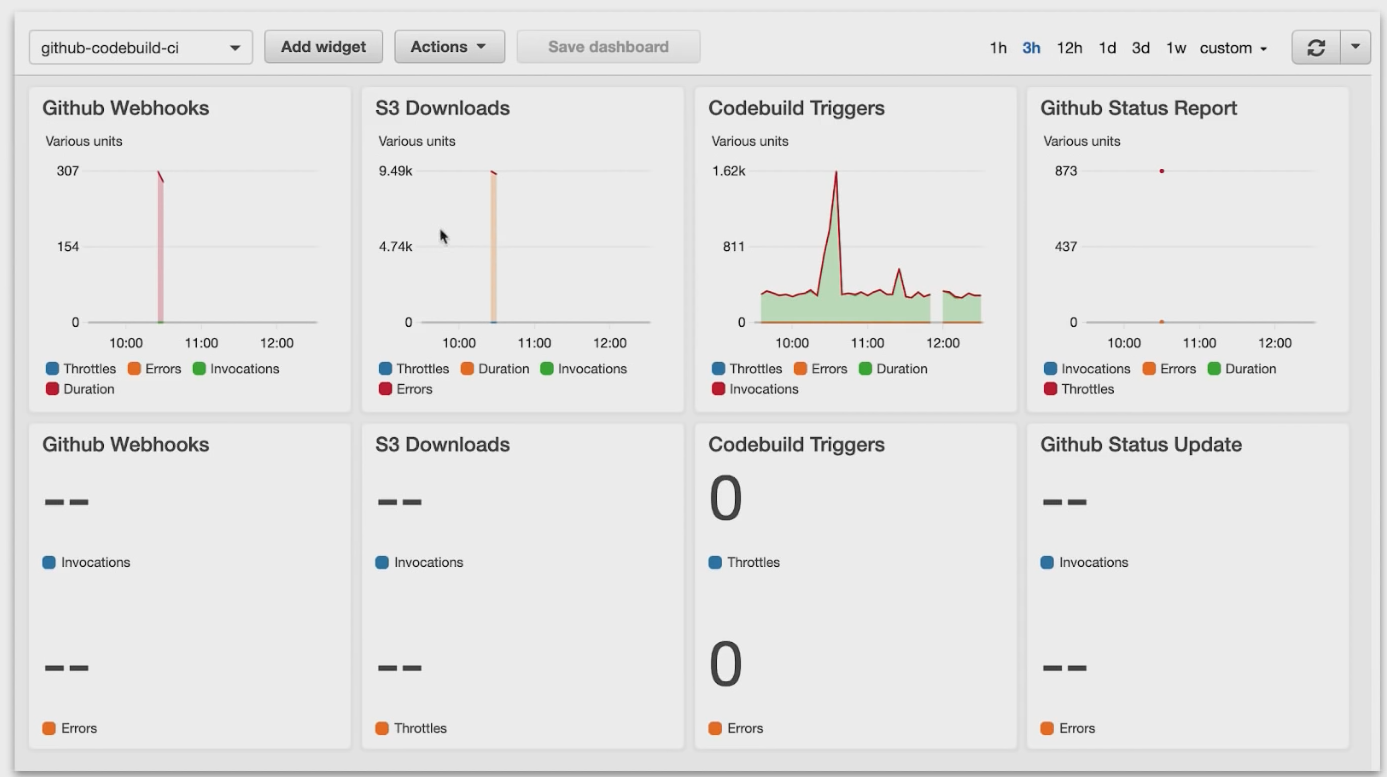 github-codebuild-ci Add widget Actions Save dashboard 1h 3h 12h 1d 3d 1w custom
Github Webhooks
Various units
307
154
0
10:00 11:00 12:00
Throttles Errors Invocations
Duration
S3 Downloads
Various units
9.49k
4.74k
0
10:00 11:00 12:00
Throttles Duration Invocations
Errors
Codebuild Triggers
Various units
1.62k
811
0
10:00 11:00 12:00
Throttles Errors Duration
Invocations
Github Status Report
Various units
873
437
0
10:00 11:00 12:00
Invocations Errors Duration
Throttles
Github Webhooks
--
Invocations
--
Errors
S3 Downloads
--
Invocations
--
Throttles
Codebuild Triggers
0
Throttles
0
Errors
Github Status Update
--
Invocations
--
Errors